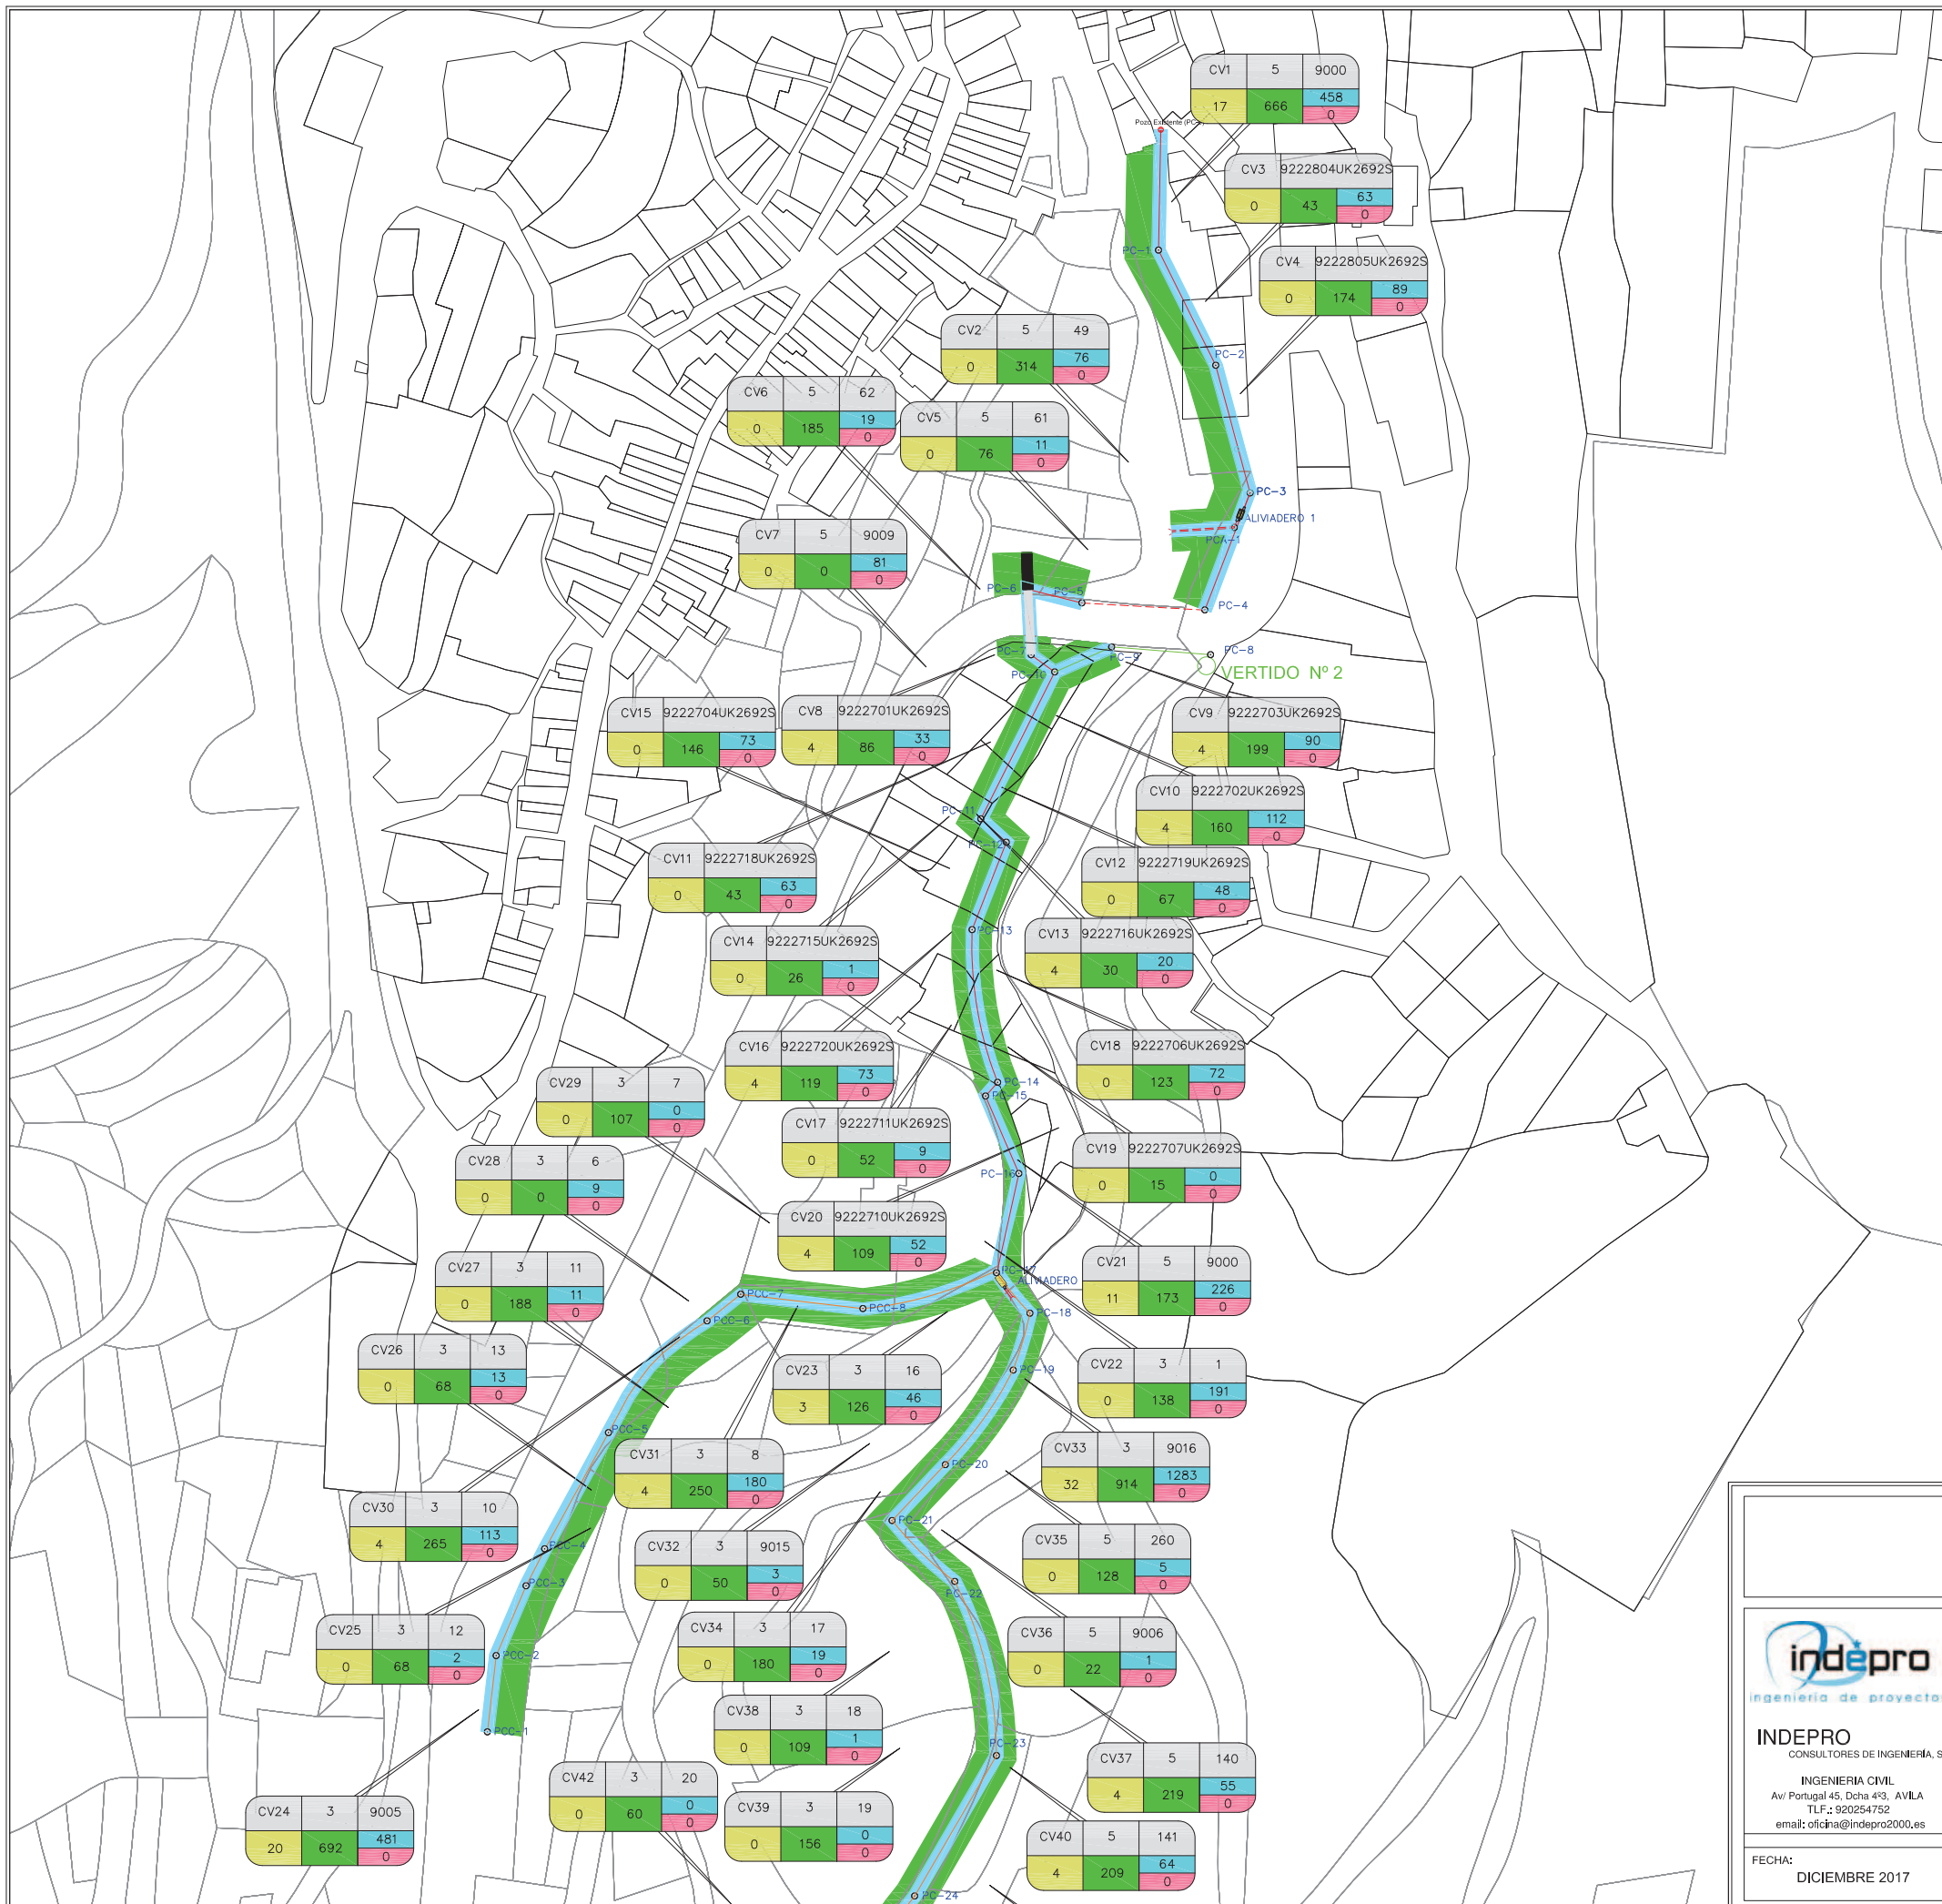 CV1 5 9000
17 666 458
0
CV3 9222804UK2692S
0 43 63
0
PC-1
CV4 9222805UK2692S
0 174 89
0
CV2 5 49
0 314 76
0
PC-2
CV6 5 62
0 185 19
0
CV5 5 61
0 76 11
0
PC-3
ALIVIADERO 1
PCA-1
CV7 5 9009
0 0 81
0
PC-6
PC-5
PC-4
PC-7
PC-9
PC-8
PC-10
VERTIDO Nº 2
CV15 9222704UK2692S
0 146 73
0
CV8 9222701UK2692S
4 86 33
0
CV9 9222703UK2692S
4 199 90
0
CV10 9222702UK2692S
4 160 112
0
PC-11
PC-12
CV11 9222718UK2692S
0 43 63
0
CV12 9222719UK2692S
0 67 48
0
CV14 9222715UK2692S
0 26 1
0
PC-13
CV13 9222716UK2692S
4 30 20
0
CV16 9222720UK2692S
4 119 73
0
CV18 9222706UK2692S
0 123 72
0
CV29 3 7
0 107 0
0
PC-14
PC-15
CV17 9222711UK2692S
0 52 9
0
CV28 3 6
0 0 9
0
CV19 9222707UK2692S
0 15 0
0
PC-16
CV20 9222710UK2692S
4 109 52
0
CV27 3 11
0 188 11
0
CV21 5 9000
11 173 226
0
PC-17
ALIVIADERO
PCC-7
PCC-8
PCC-6
PC-18
CV26 3 13
0 68 13
0
CV23 3 16
3 126 46
0
PC-19
CV22 3 1
0 138 191
0
PCC-5
CV31 3 8
4 250 180
0
CV33 3 9016
32 914 1283
0
PC-20
CV30 3 10
4 265 113
0
PC-21
CV32 3 9015
0 50 3
0
CV35 5 260
0 128 5
0
PCC-4
PCC-3
PC-22
CV25 3 12
0 68 2
0
CV34 3 17
0 180 19
0
CV36 5 9006
0 22 1
0
PCC-2
CV38 3 18
0 109 1
0
PCC-1
PC-23
CV37 5 140
4 219 55
0
CV42 3 20
0 60 0
0
CV24 3 9005
20 692 481
0
CV39 3 19
0 156 0
0
CV40 5 141
4 209 64
0
PC-24
indepro
ingeniería de proyecto
INDEPRO
CONSULTORES DE INGENIERÍA, S
INGENIERIA CIVIL
Av/ Portugal 45, Dcha 4º3, AVILA
TLF.: 920254752
email: oficina@indepro2000.es
FECHA:
DICIEMBRE 2017